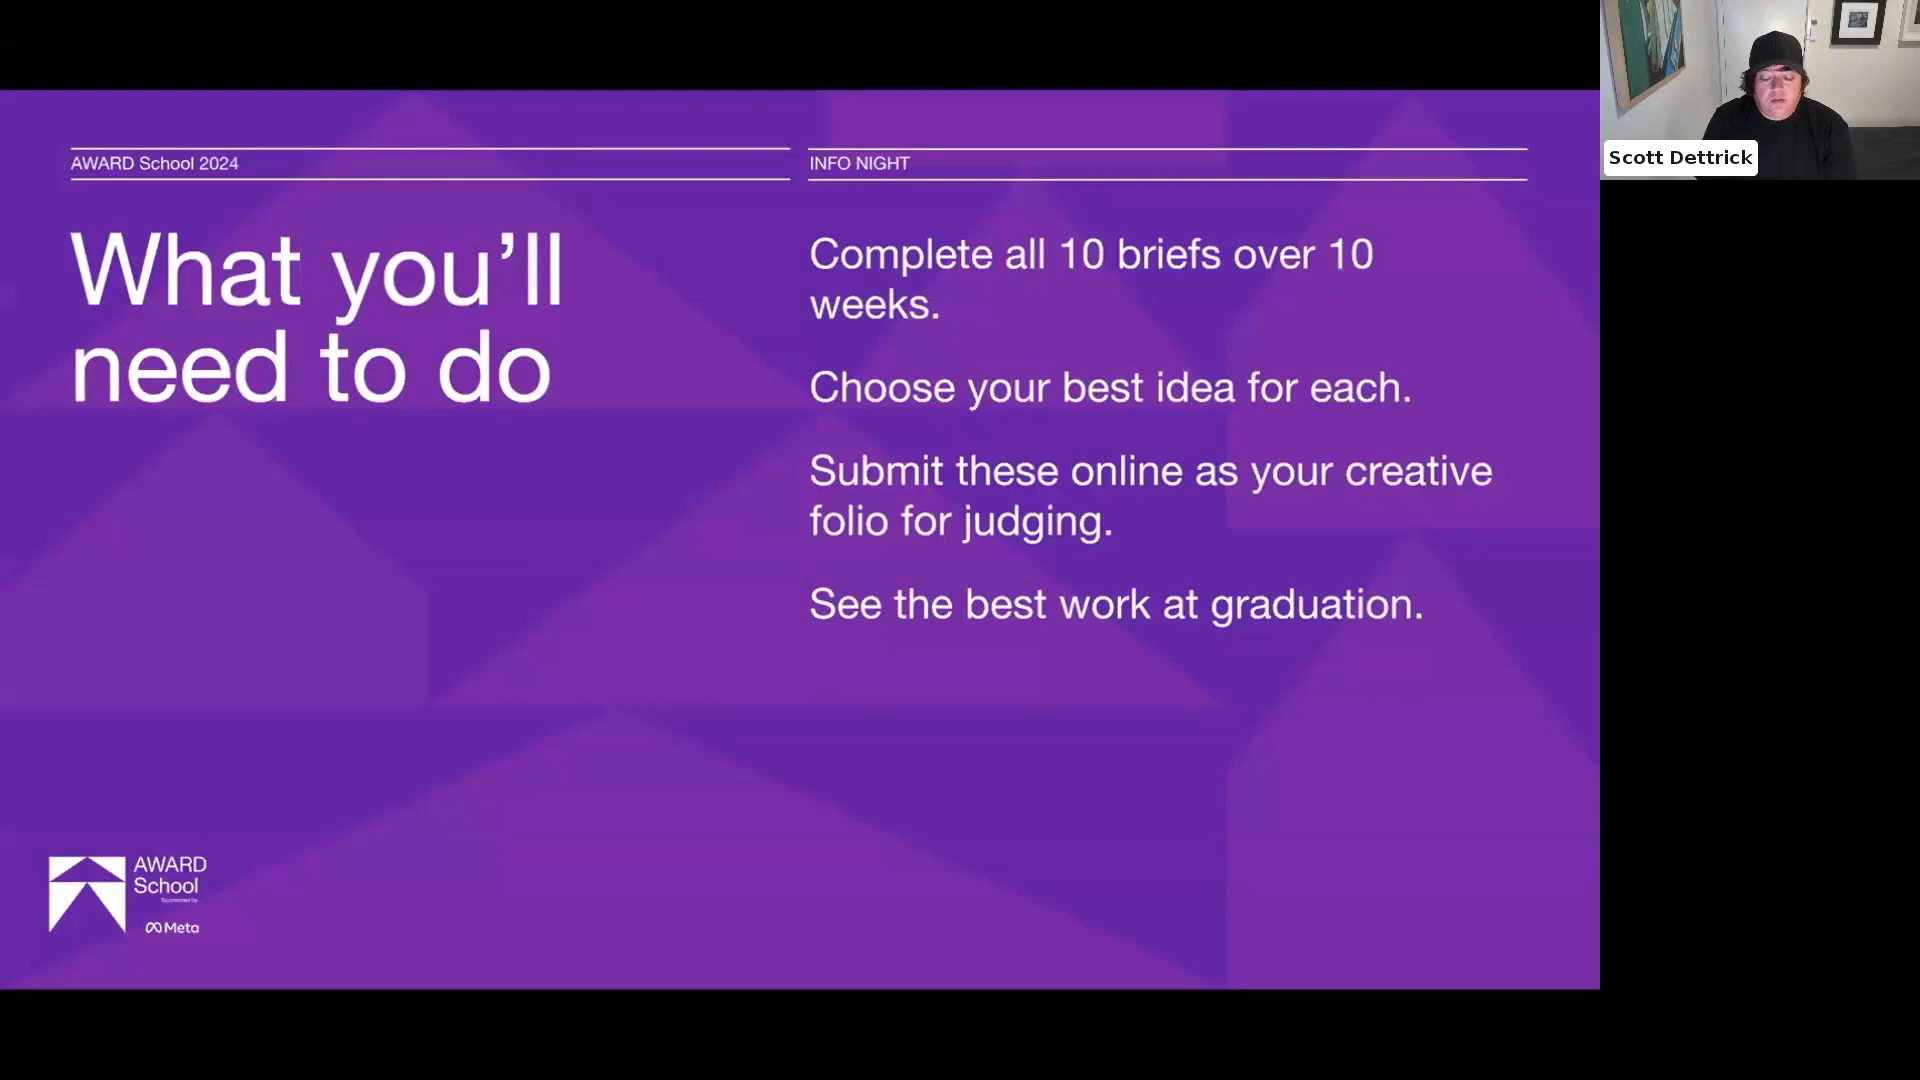 AWARD School 2024
INFO NIGHT
What you’ll
need to do
Complete all 10 briefs over 10
weeks.
Choose your best idea for each.
Submit these online as your creative
folio for judging.
See the best work at graduation.
AWARD
School
Sponsored by
Meta
Scott Dettrick